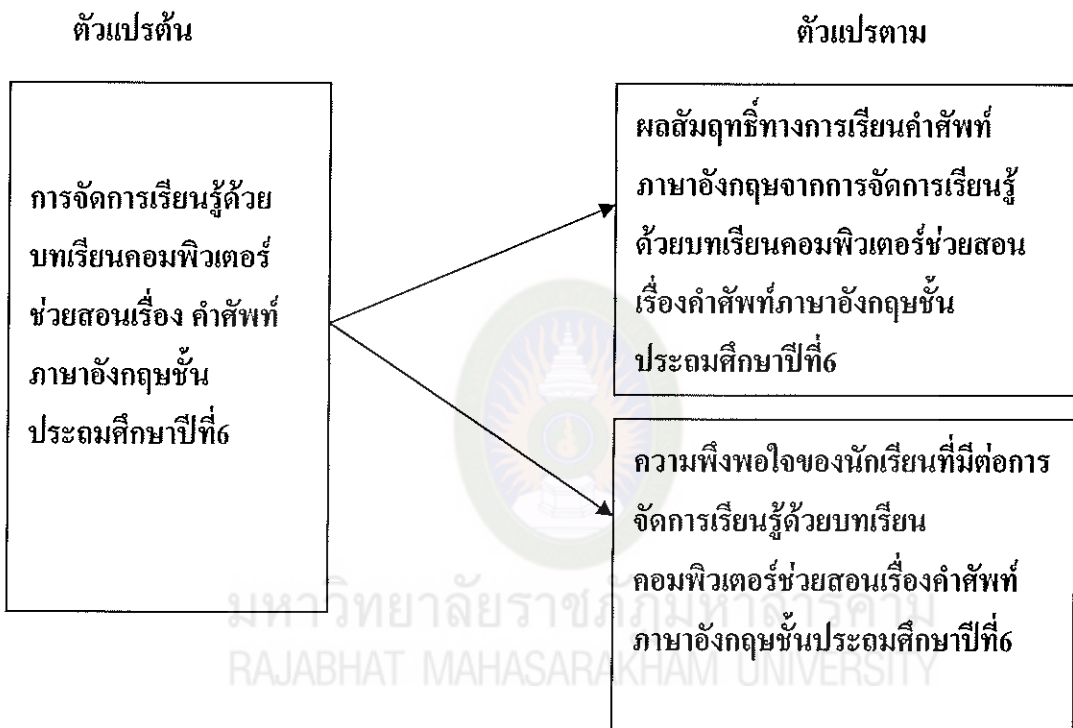 ตัวแปรต้น
ตัวแปรตาม
การจัดการเรียนรู้ด้วย
บทเรียนคอมพิวเตอร์
ช่วยสอนเรื่อง คำศัพท์
ภาษาอังกฤษชั้น
ประถมศึกษาปีที่6
ผลสัมฤทธิ์ทางการเรียนคำศัพท์
ภาษาอังกฤษจากการจัดการเรียนรู้
ด้วยบทเรียนคอมพิวเตอร์ช่วยสอน
เรื่องคำศัพท์ภาษาอังกฤษชั้น
ประถมศึกษาปีที่6
ความพึงพอใจของนักเรียนที่มีต่อการ
จัดการเรียนรู้ด้วยบทเรียน
คอมพิวเตอร์ช่วยสอนเรื่องคำศัพท์
ภาษาอังกฤษชั้นประถมศึกษาปีที่6
มหาวิทยาลัยราชภัฏมหาสารคาม
RAJABHAT MAHASARAKHAM UNIVERSITY